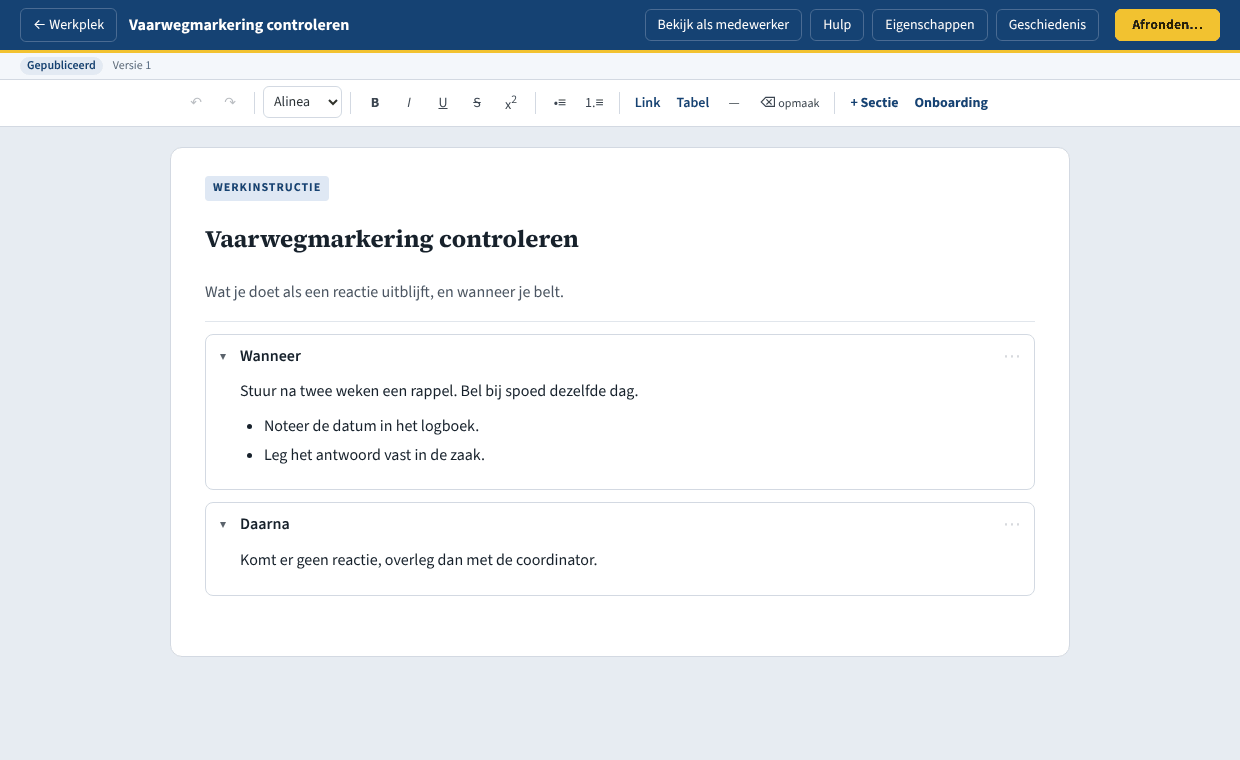 ← Werkplek
Vaarwegmarkering controleren
Bekijk als medewerker
Hulp
Eigenschappen
Geschiedenis
Afronden…
Gepubliceerd
Versie 1
↶
↷
Alinea
B
I
U
S
x²
•≡
1.≡
Link
Tabel
—
⌫ opmaak
+ Sectie
Onboarding
WERKINSTRUCTIE
Vaarwegmarkering controleren
Wat je doet als een reactie uitblijft, en wanneer je belt.
▾ Wanneer
⋯
Stuur na twee weken een rappel. Bel bij spoed dezelfde dag.
• Noteer de datum in het logboek.
• Leg het antwoord vast in de zaak.
▾ Daarna
⋯
Komt er geen reactie, overleg dan met de coordinator.